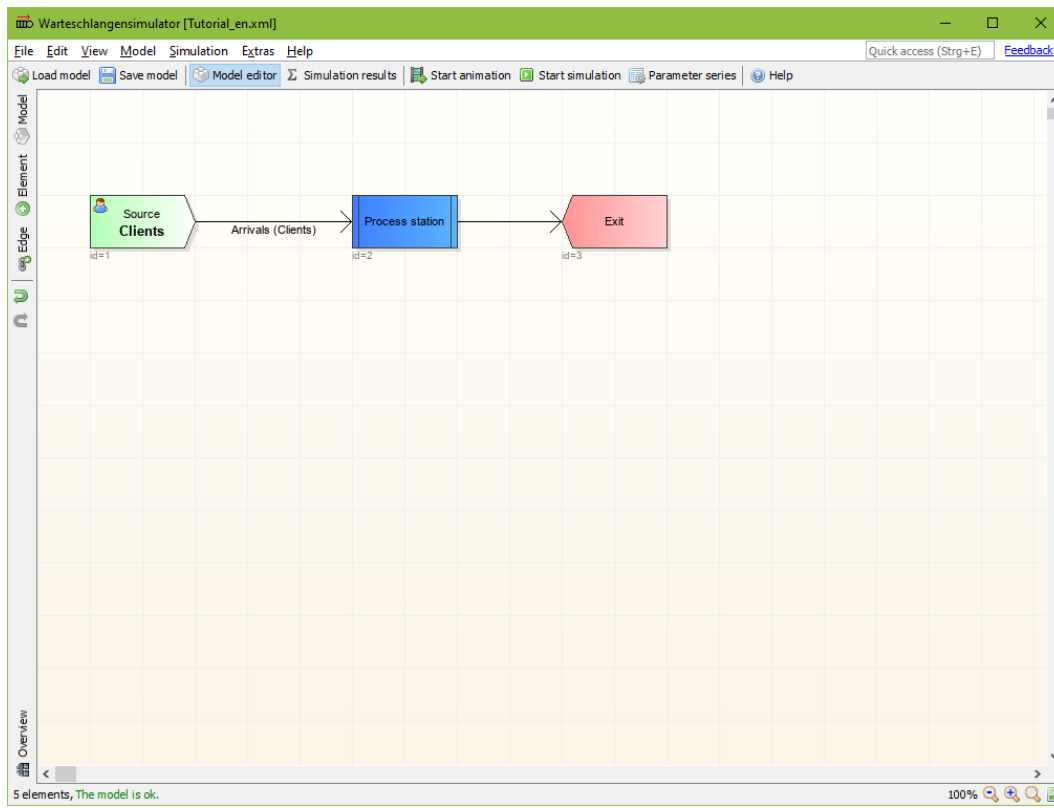 Warteschlangensimulator [Tutorial_en.xml]
File Edit View Model Simulation Extras Help Quick access (Strg+E) Feedback
Load model Save model Model editor Σ Simulation results Start animation Start simulation Parameter series Help
Model
Element
Edge
Source
Clients
id=1
Arrivals (Clients)
Process station
id=2
Exit
id=3
Overview
5 elements, The model is ok. 100%